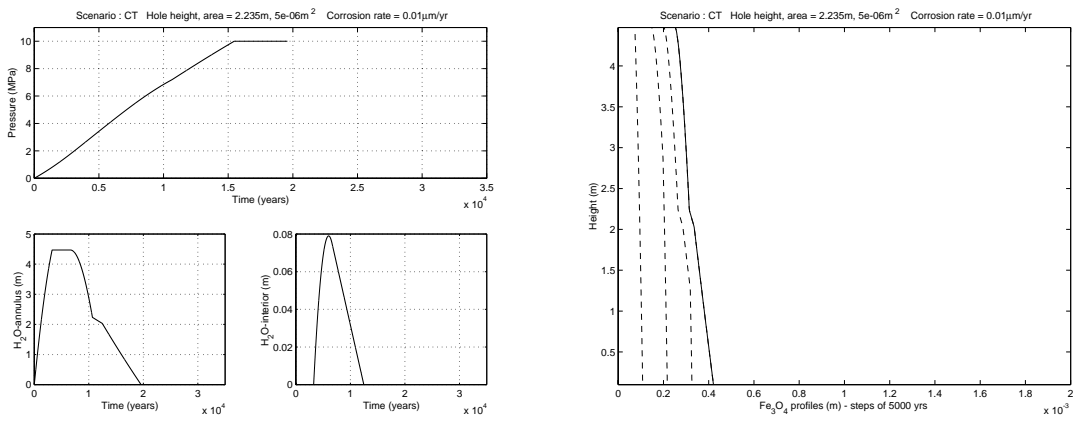 Scenario : CT Hole height, area = 2.235m, 5e-06m² Corrosion rate = 0.01μm/yr
10
8
6
4
2
0
Pressure (MPa)
0 0.5 1 1.5 2 2.5 3 3.5
Time (years)
x 10⁴
5
4
3
2
1
0
H₂O-annulus (m)
0 1 2 3
Time (years)
x 10⁴
0.08
0.06
0.04
0.02
0
H₂O-interior (m)
0 1 2 3
Time (years)
x 10⁴
Scenario : CT Hole height, area = 2.235m, 5e-06m² Corrosion rate = 0.01μm/yr
4
3.5
3
2.5
2
1.5
1
0.5
Height (m)
0 0.2 0.4 0.6 0.8 1 1.2 1.4 1.6 1.8 2
Fe₃O₄ profiles (m) - steps of 5000 yrs
x 10⁻³